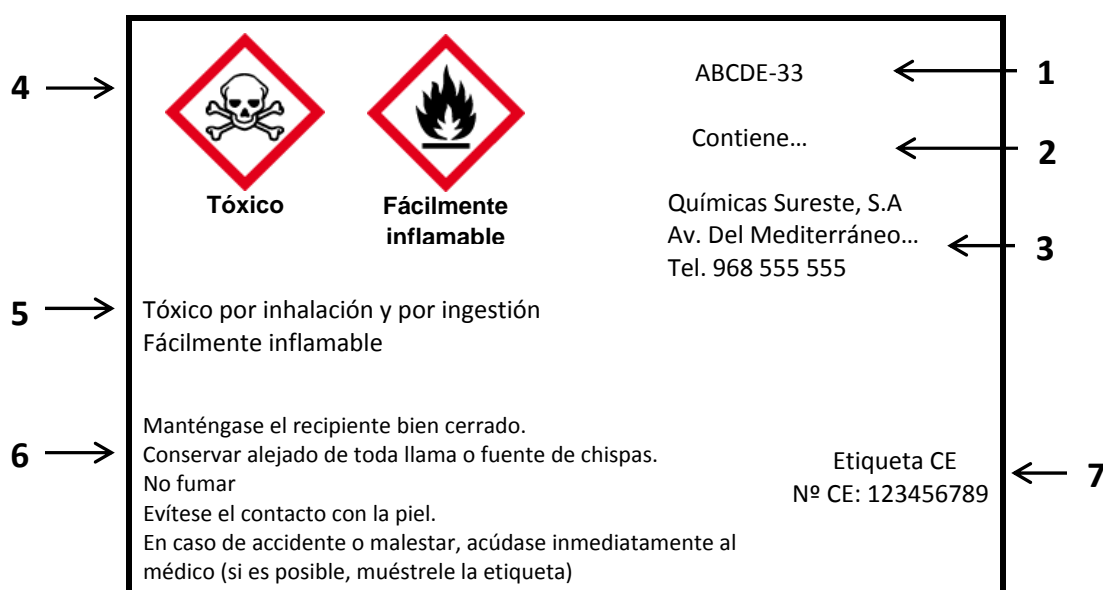 4
Tóxico
Fácilmente
inflamable
ABCDE-33
1
Contiene...
2
Químicas Sureste, S.A
Av. Del Mediterráneo...
Tel. 968 555 555
3
5
Tóxico por inhalación y por ingestión
Fácilmente inflamable
6
Manténgase el recipiente bien cerrado.
Conservar alejado de toda llama o fuente de chispas.
No fumar
Evítese el contacto con la piel.
En caso de accidente o malestar, acúdase inmediatamente al
médico (si es posible, muéstrele la etiqueta)
Etiqueta CE
Nº CE: 123456789
7